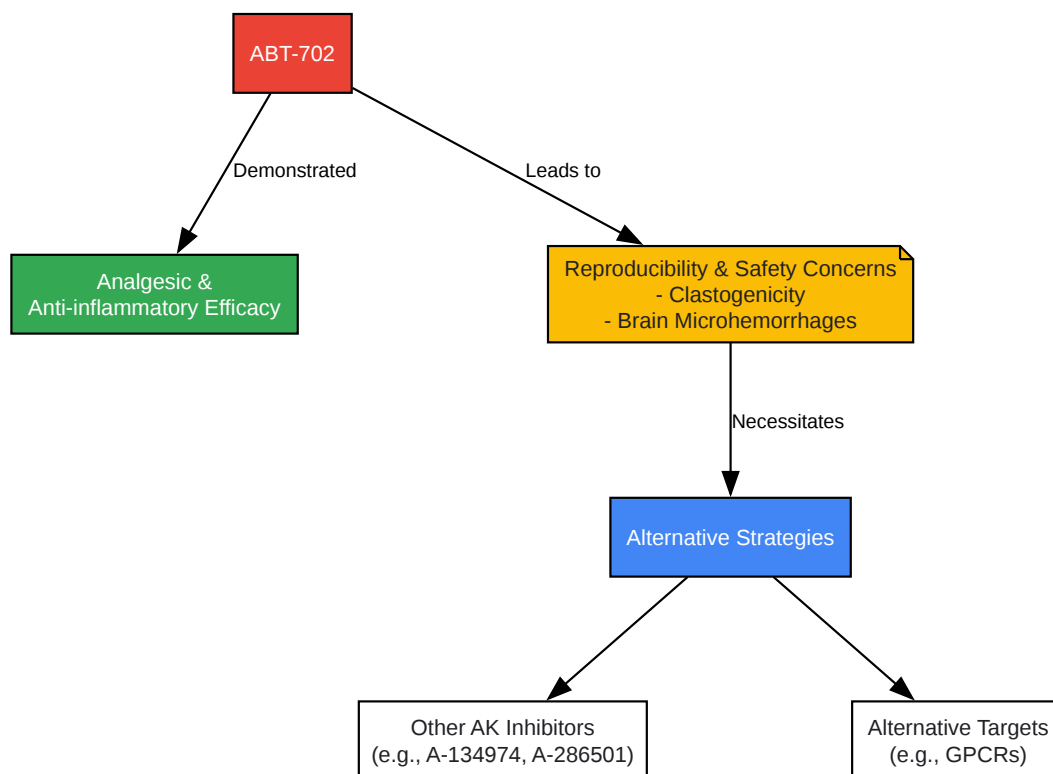 ABT-702
Demonstrated
Leads to
Analgesic &
Anti-inflammatory Efficacy
Reproducibility & Safety Concerns
- Clastogenicity
- Brain Microhemorrhages
Necessitates
Alternative Strategies
Other AK Inhibitors
(e.g., A-134974, A-286501)
Alternative Targets
(e.g., GPCRs)